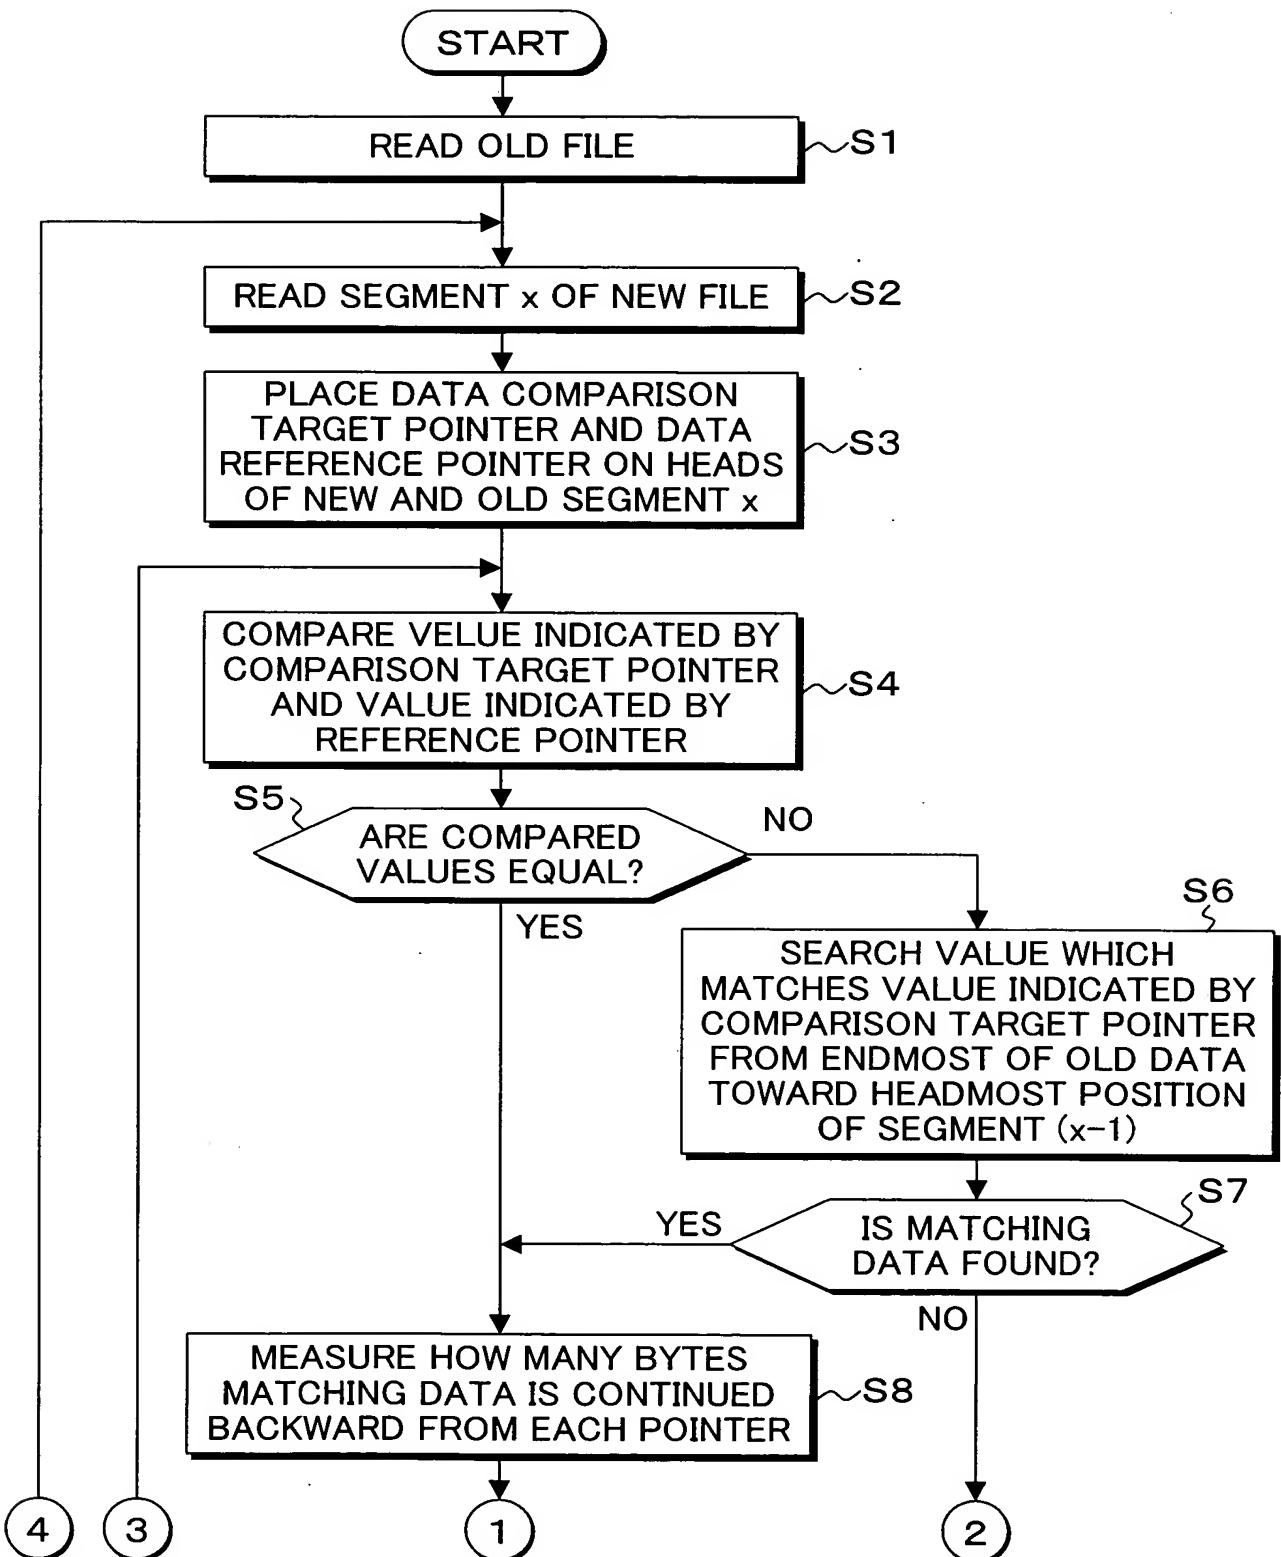 START
READ OLD FILE
S1
READ SEGMENT x OF NEW FILE
S2
PLACE DATA COMPARISON
TARGET POINTER AND DATA
REFERENCE POINTER ON HEADS
OF NEW AND OLD SEGMENT x
S3
COMPARE VELUE INDICATED BY
COMPARISON TARGET POINTER
AND VALUE INDICATED BY
REFERENCE POINTER
S4
S5
ARE COMPARED
VALUES EQUAL?
NO
YES
S6
SEARCH VALUE WHICH
MATCHES VALUE INDICATED BY
COMPARISON TARGET POINTER
FROM ENDMOST OF OLD DATA
TOWARD HEADMOST POSITION
OF SEGMENT (x-1)
S7
IS MATCHING
DATA FOUND?
YES
NO
MEASURE HOW MANY BYTES
MATCHING DATA IS CONTINUED
BACKWARD FROM EACH POINTER
S8
4
3
1
2